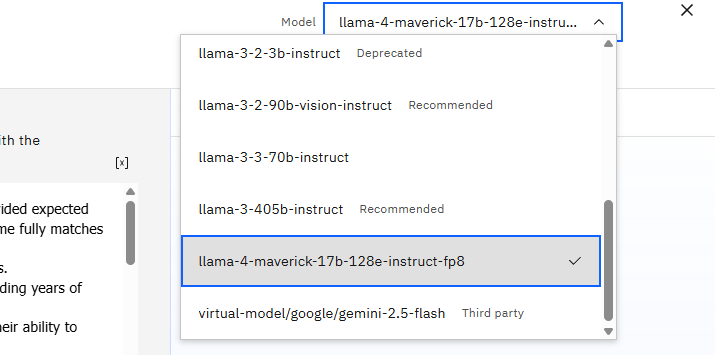 Model llama-4-maverick-17b-128e-instru...
llama-3-2-3b-instruct Deprecated
llama-3-2-90b-vision-instruct Recommended
llama-3-3-70b-instruct
llama-3-405b-instruct Recommended
llama-4-maverick-17b-128e-instruct-fp8
virtual-model/google/gemini-2.5-flash Third party
ith the
[x]
vided expected
me fully matches
s.
ding years of
eir ability to